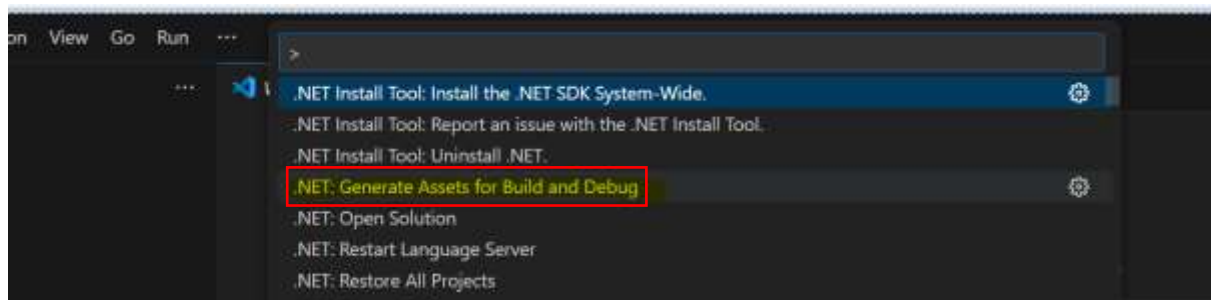 on View Go Run ...
>
.NET Install Tool: Install the .NET SDK System-Wide.
.NET Install Tool: Report an issue with the .NET Install Tool.
.NET Install Tool: Uninstall .NET.
.NET: Generate Assets for Build and Debug
.NET: Open Solution
.NET: Restart Language Server
.NET: Restore All Projects